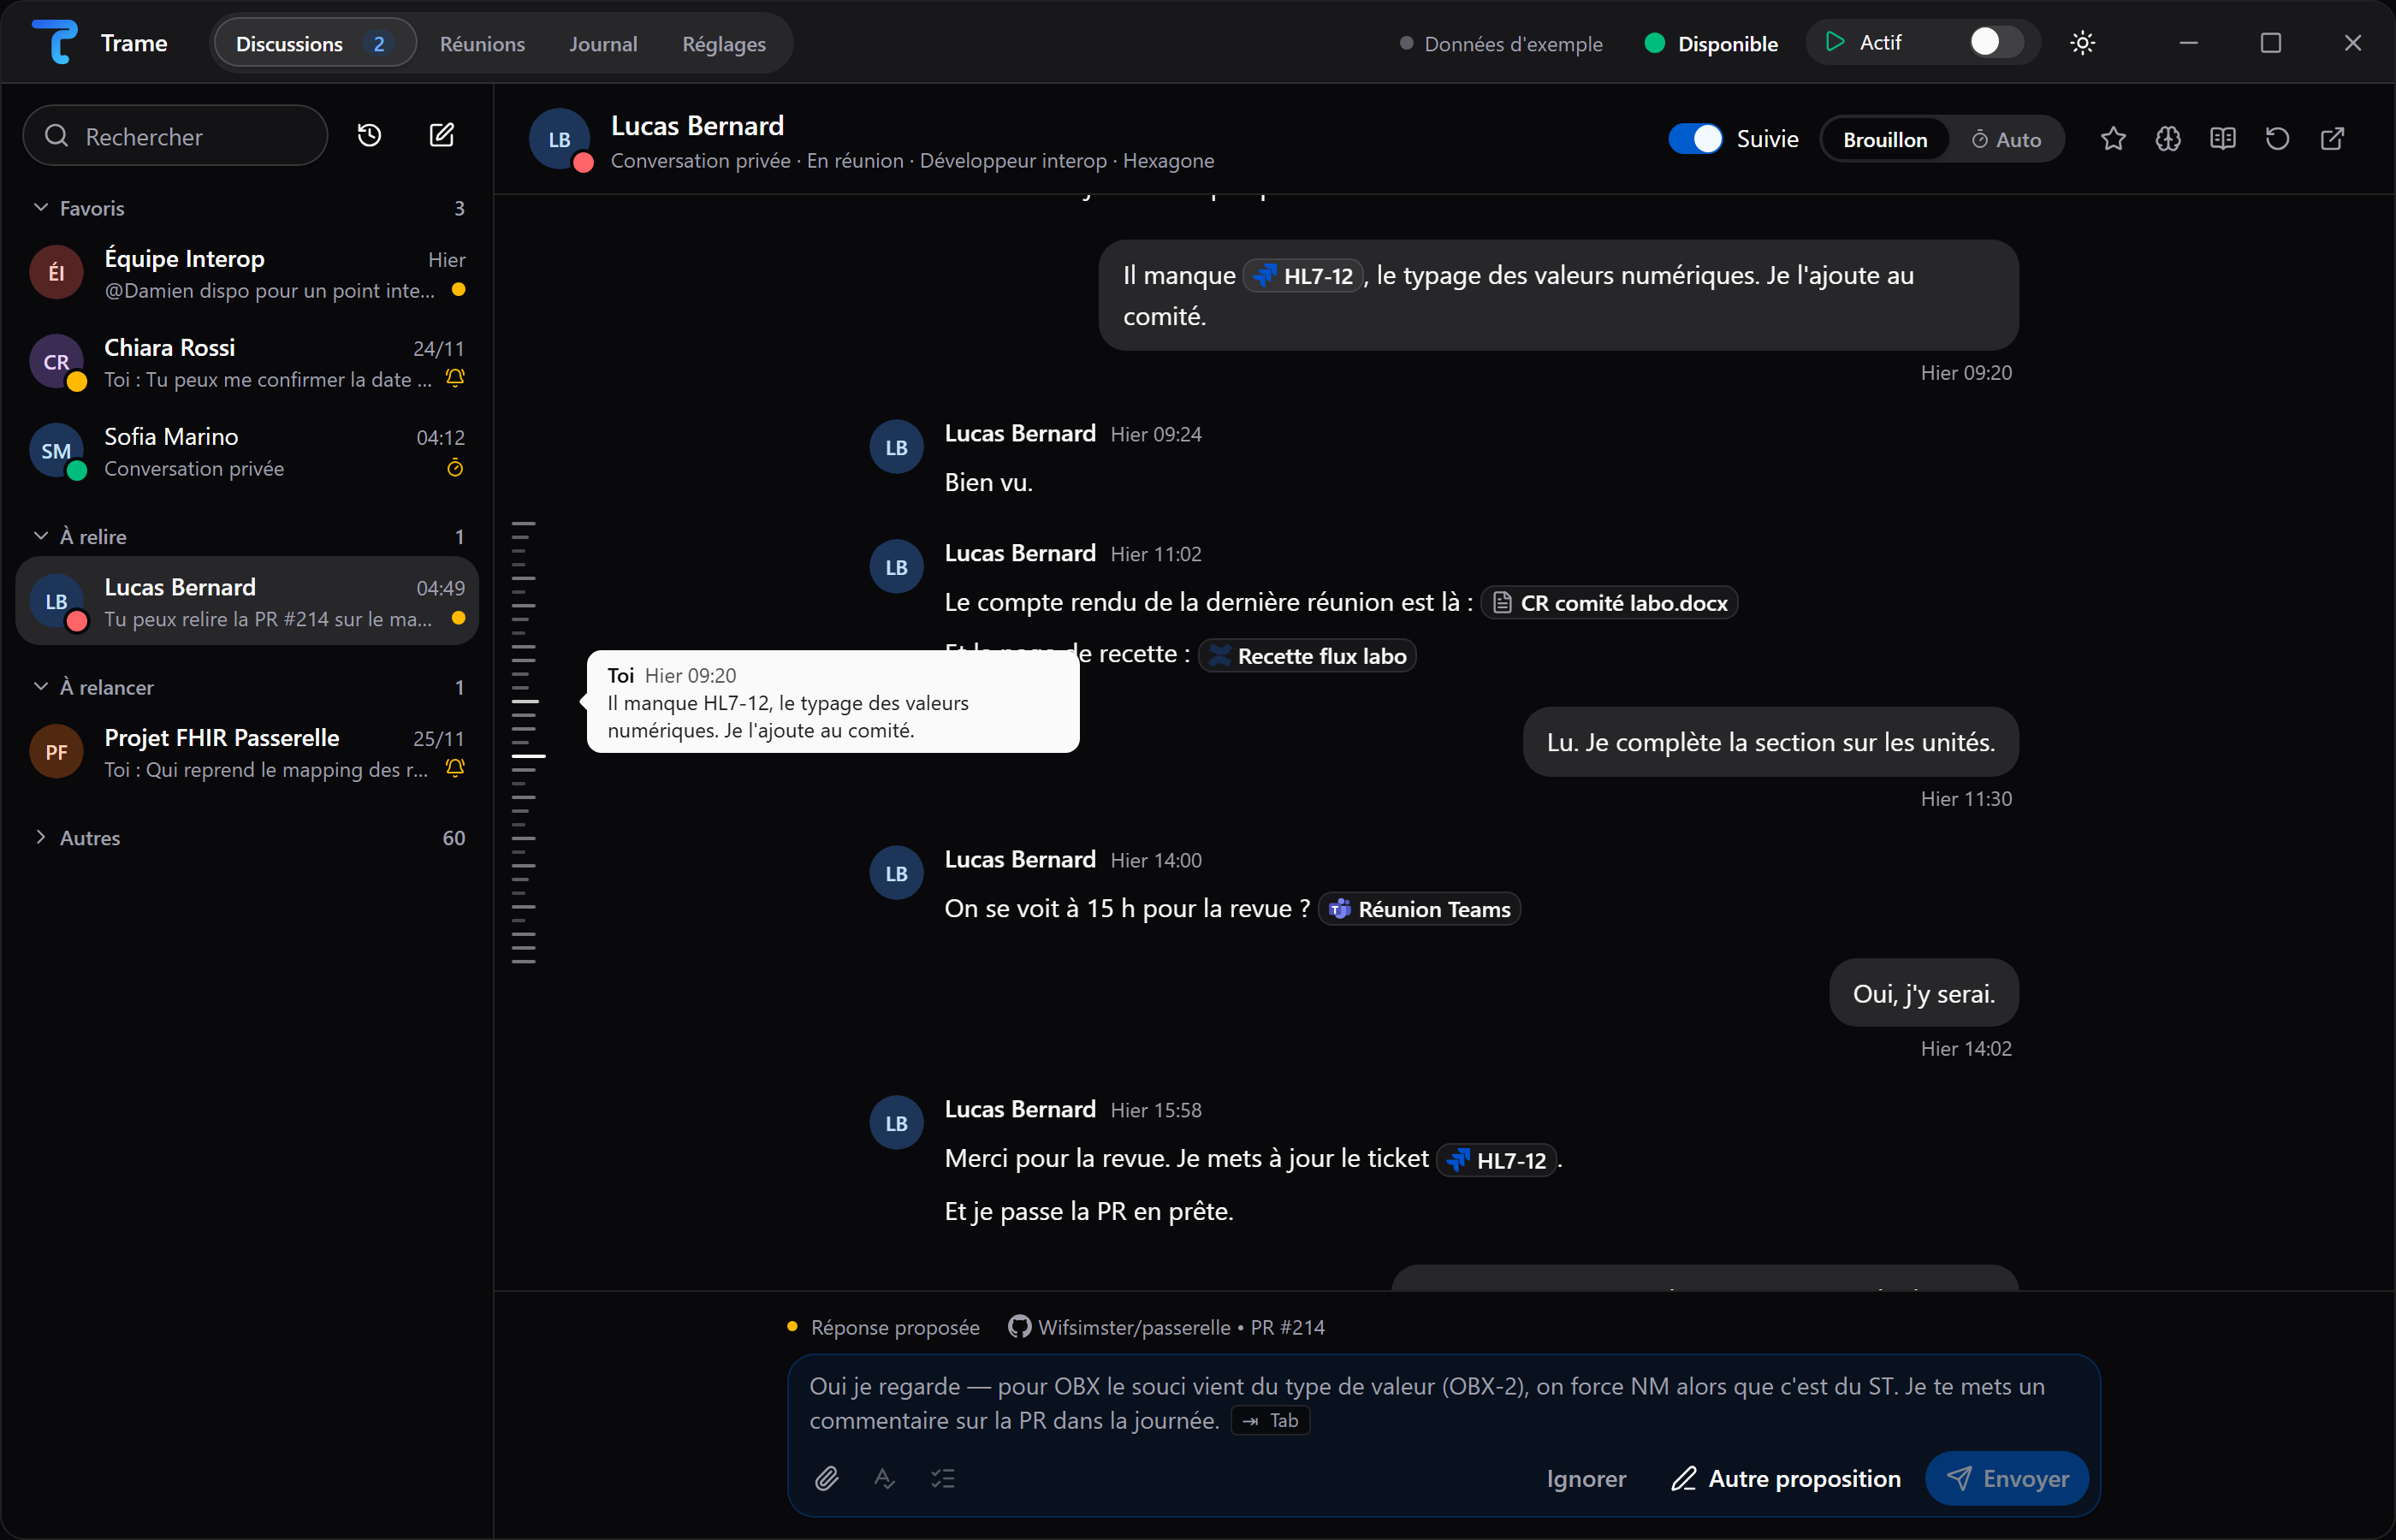 Trame
Discussions 2
Réunions
Journal
Réglages
Données d'exemple
Disponible
Actif
Rechercher
Favoris 3
ÉI
Équipe Interop Hier
@Damien dispo pour un point inte...
CR
Chiara Rossi 24/11
Toi : Tu peux me confirmer la date ...
SM
Sofia Marino 04:12
Conversation privée
À relire 1
LB
Lucas Bernard 04:49
Tu peux relire la PR #214 sur le ma...
À relancer 1
PF
Projet FHIR Passerelle 25/11
Toi : Qui reprend le mapping des r...
Autres 60
LB
Lucas Bernard
Conversation privée · En réunion · Développeur interop · Hexagone
Suivie
Brouillon
Auto
Il manque HL7-12, le typage des valeurs numériques. Je l'ajoute au
comité.
Hier 09:20
LB
Lucas Bernard Hier 09:24
Bien vu.
LB
Lucas Bernard Hier 11:02
Le compte rendu de la dernière réunion est là : CR comité labo.docx
de recette : Recette flux labo
Toi Hier 09:20
Il manque HL7-12, le typage des valeurs
numériques. Je l'ajoute au comité.
Lu. Je complète la section sur les unités.
Hier 11:30
LB
Lucas Bernard Hier 14:00
On se voit à 15 h pour la revue ? Réunion Teams
Oui, j'y serai.
Hier 14:02
LB
Lucas Bernard Hier 15:58
Merci pour la revue. Je mets à jour le ticket HL7-12.
Et je passe la PR en prête.
Réponse proposée
Wifsimster/passerelle • PR #214
Oui je regarde — pour OBX le souci vient du type de valeur (OBX-2), on force NM alors que c'est du ST. Je te mets un
commentaire sur la PR dans la journée. ⇥ Tab
Ignorer
Autre proposition
Envoyer